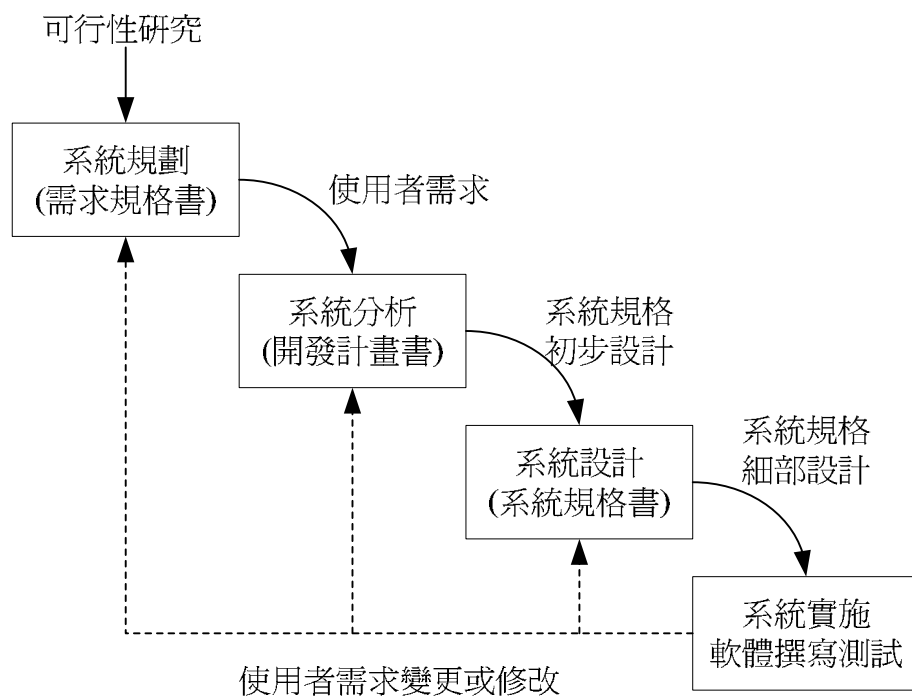 可行性研究
系統規劃
(需求規格書)
使用者需求
系統分析
(開發計畫書)
系統規格
初步設計
系統設計
(系統規格書)
系統規格
細部設計
系統實施
軟體撰寫測試
使用者需求變更或修改